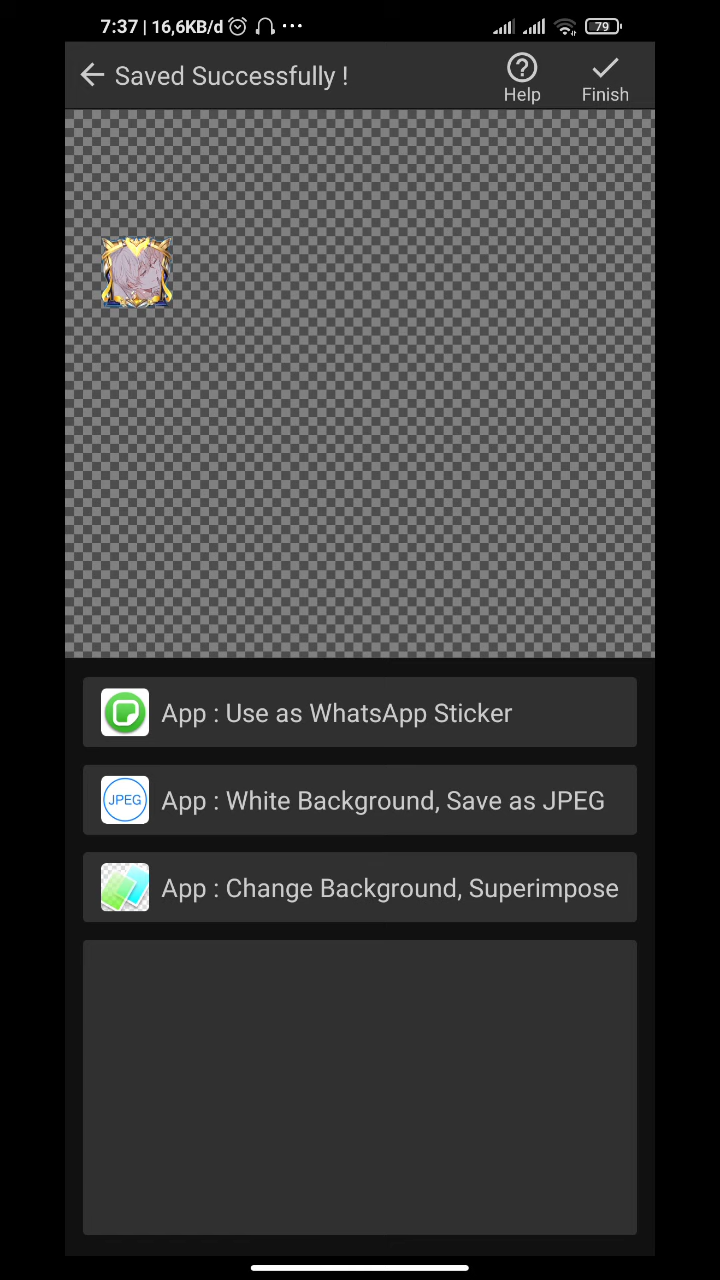 7:37 | 16,6KB/d
79
Saved Successfully !
Help
Finish
App : Use as WhatsApp Sticker
JPEG
App : White Background, Save as JPEG
App : Change Background, Superimpose